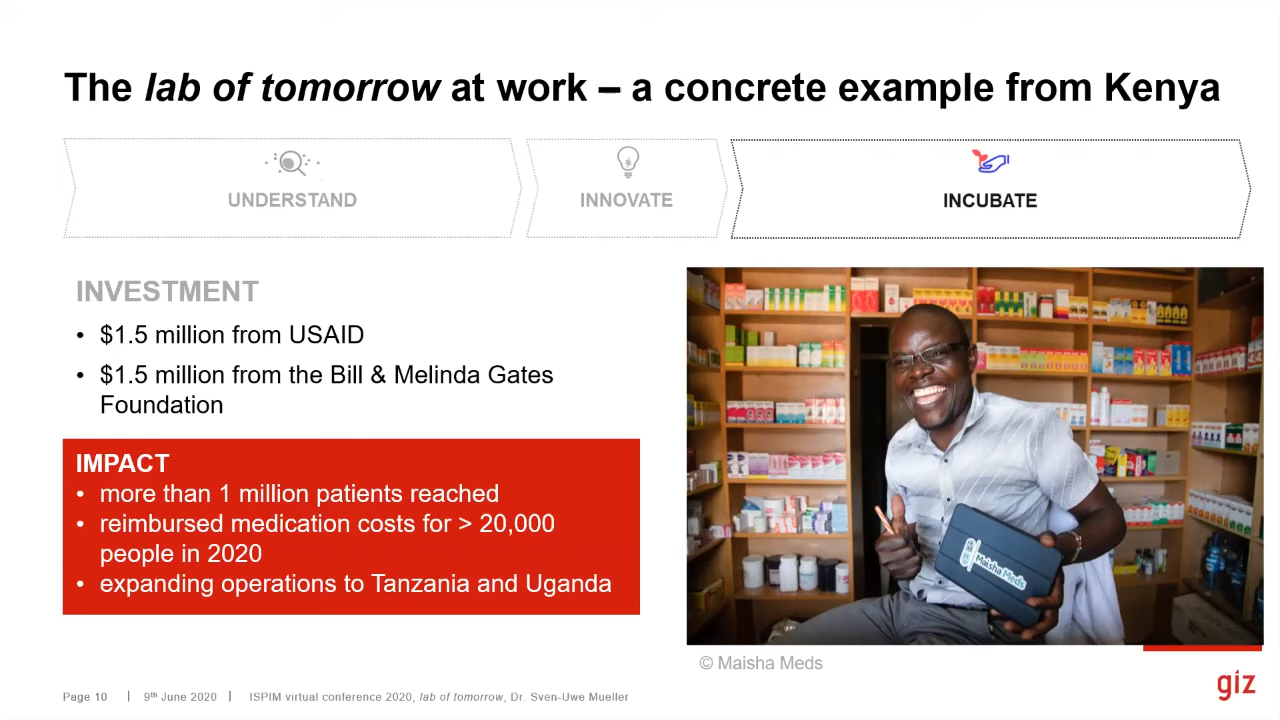 The lab of tomorrow at work – a concrete example from Kenya
UNDERSTAND
INNOVATE
INCUBATE
INVESTMENT
• $1.5 million from USAID
• $1.5 million from the Bill & Melinda Gates
Foundation
IMPACT
• more than 1 million patients reached
• reimbursed medication costs for > 20,000
people in 2020
• expanding operations to Tanzania and Uganda
Maisha Meds
© Maisha Meds
Page 10 | 9th June 2020 | ISPIM virtual conference 2020, lab of tomorrow, Dr. Sven-Uwe Mueller
giz